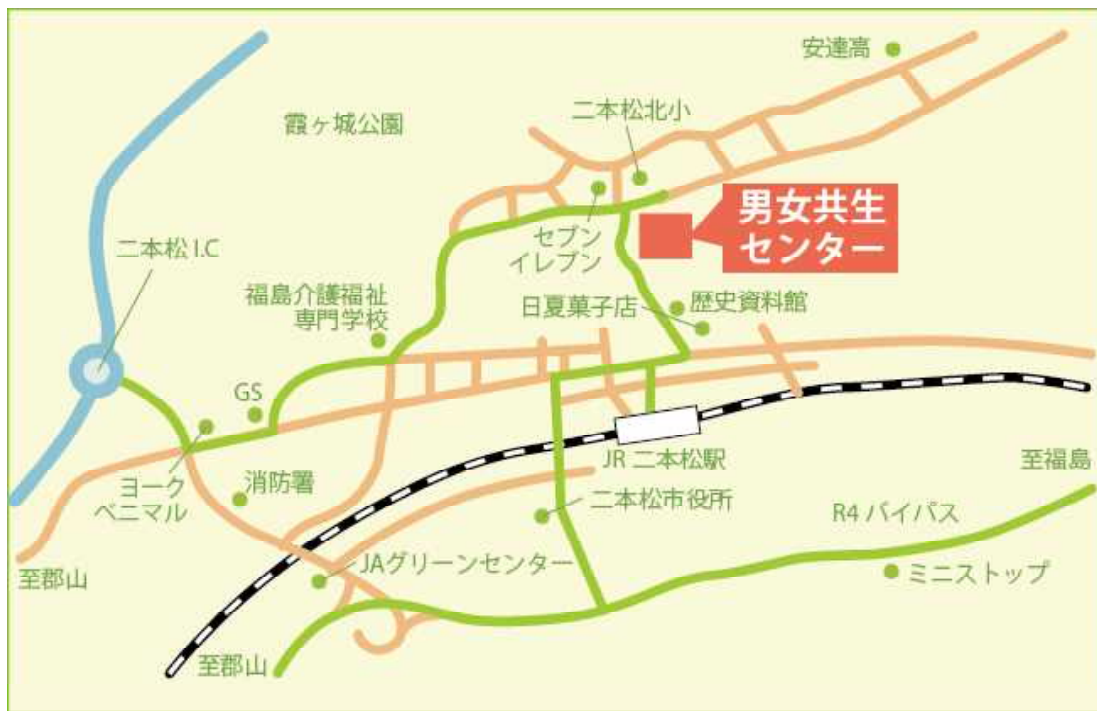 安達高
二本松北小
霞ヶ城公園
男女共生
センター
セブン
イレブン
二本松 I.C
福島介護福祉
専門学校
日夏菓子店
歴史資料館
GS
JR 二本松駅
至福島
ヨーク
ベニマル
消防署
二本松市役所
R4 バイパス
至郡山
JAグリーンセンター
ミニストップ
至郡山